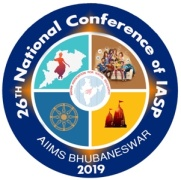 26TH National Conference of IASP
AIIMS BHUBANESWAR
2019